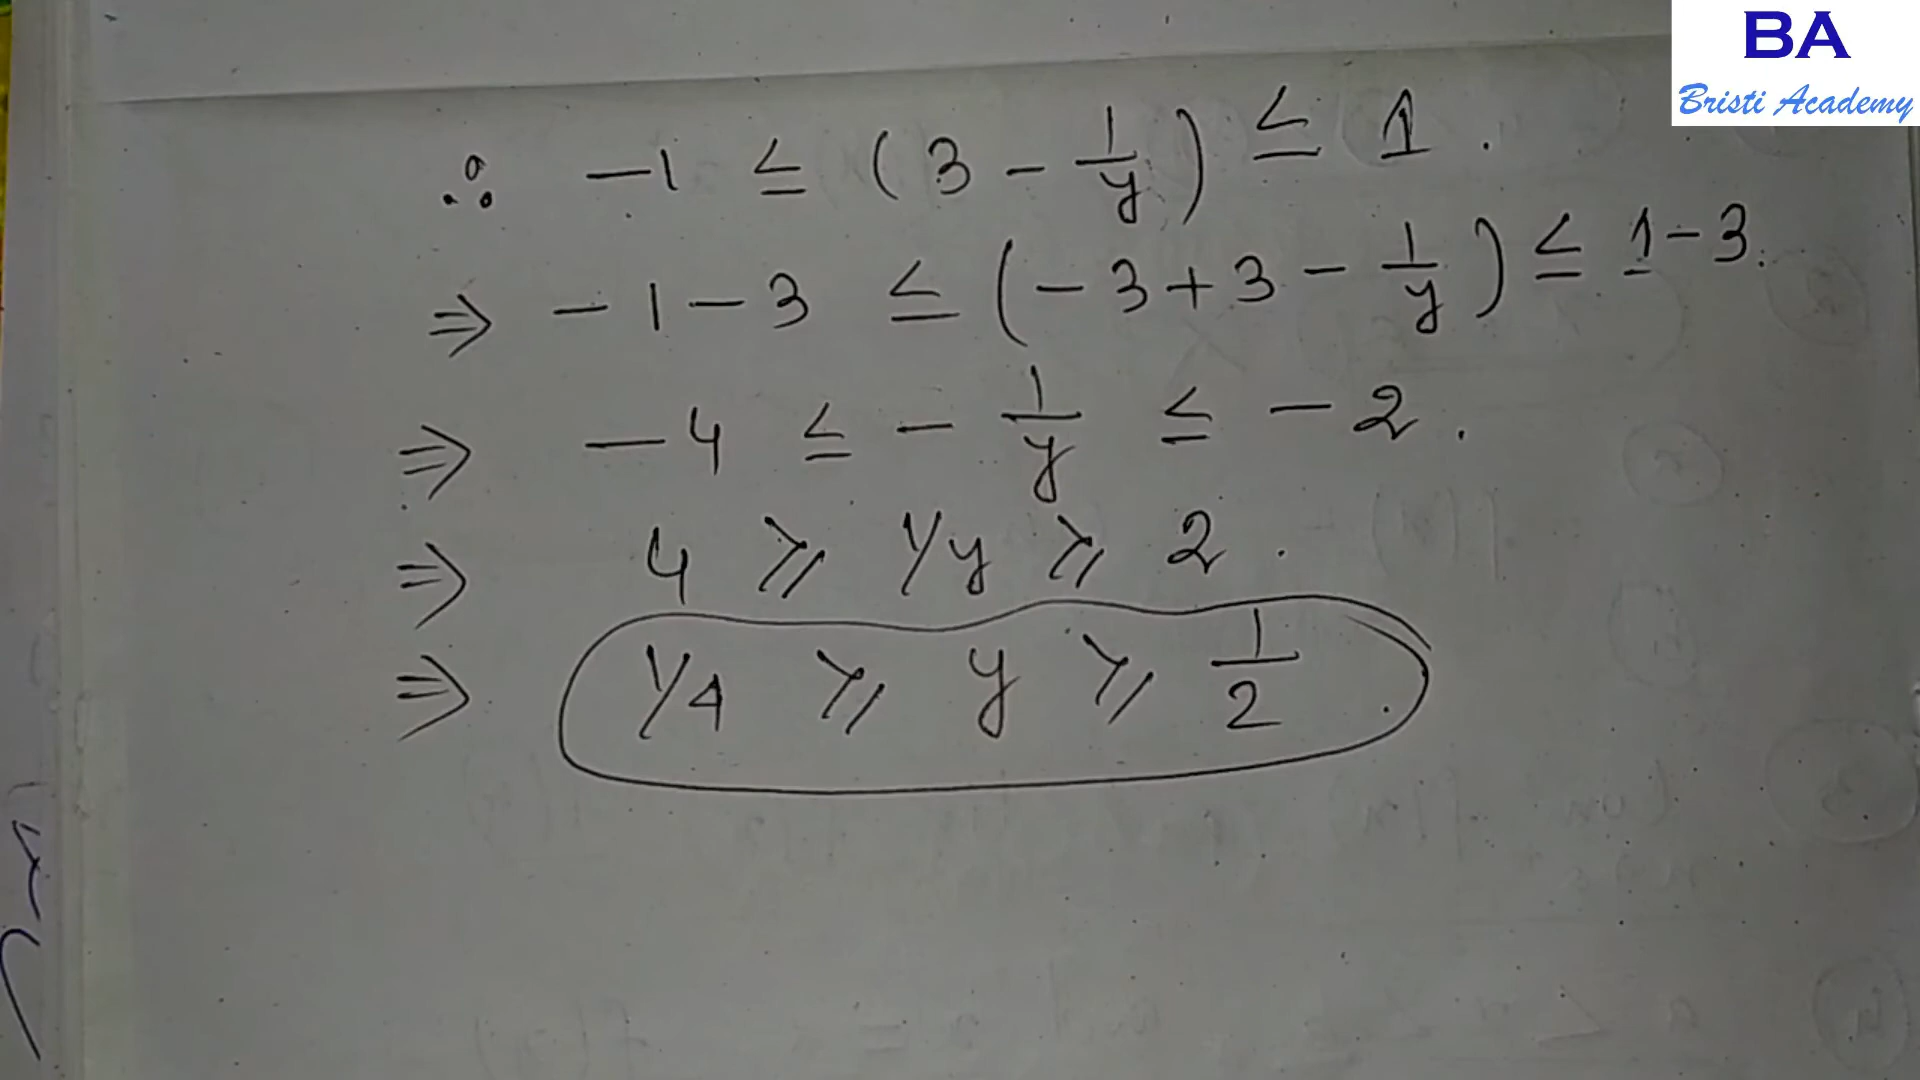 BA
Bristi Academy
∴ -1 ≤ (3 - 1/y) ≤ 1.
⇒ -1-3 ≤ (-3+3-1/y) ≤ 1-3.
⇒ -4 ≤ -1/y ≤ -2.
⇒ 4 ⩾ 1/y ⩾ 2.
⇒ 1/4 ⩾ y ⩾ 1/2.